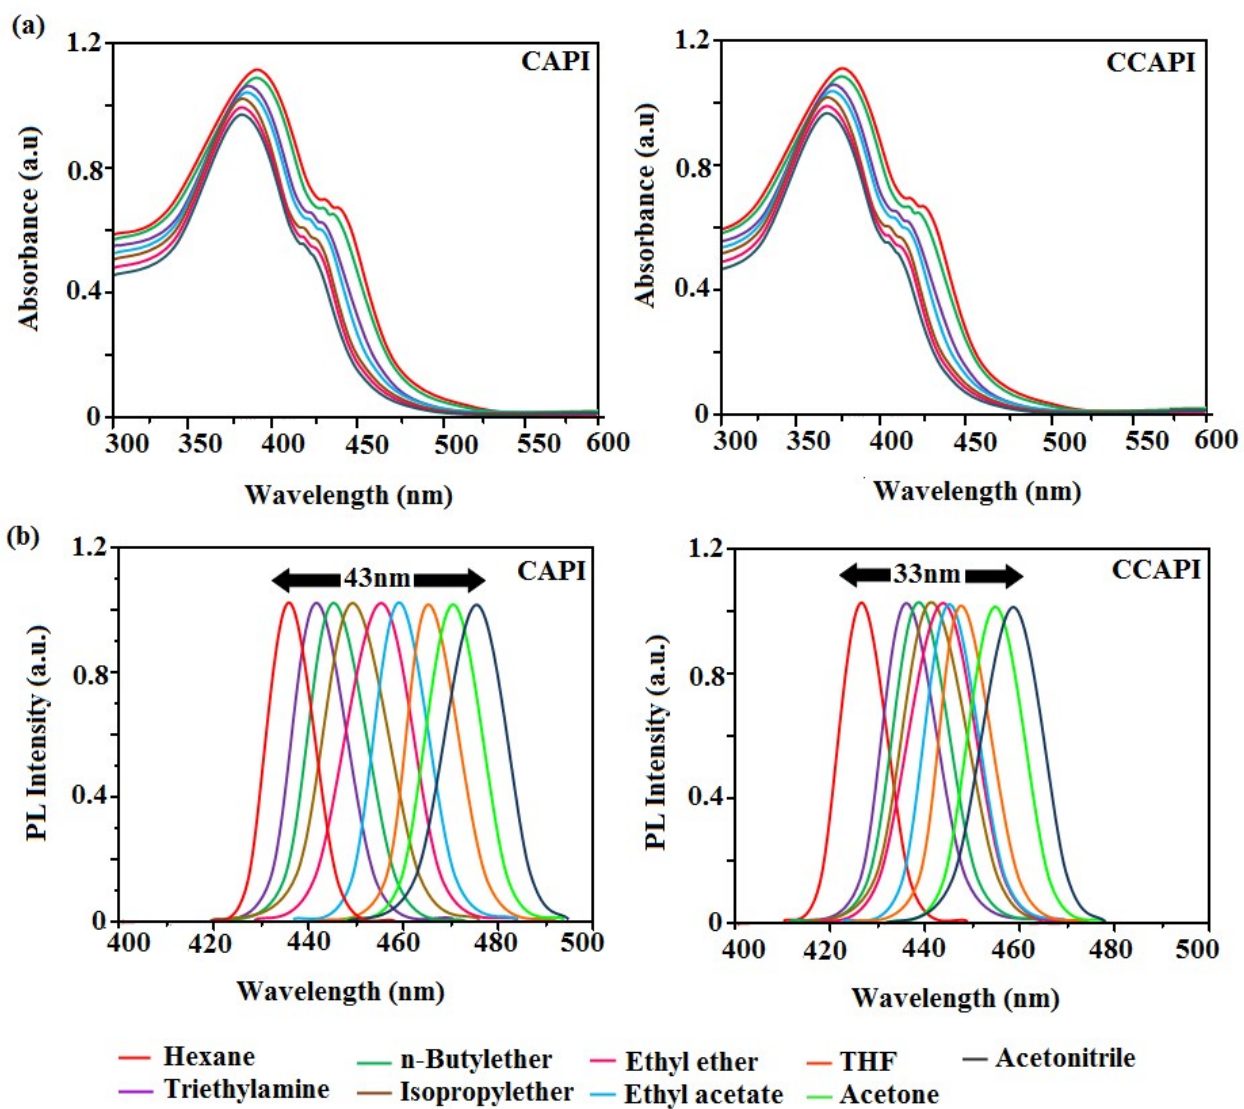 (a)
1.2
CAPI
0.8
0.4
0
Absorbance (a.u)
300 350 400 450 500 550 600
Wavelength (nm)
1.2
CCAPI
0.8
0.4
0
Absorbance (a.u)
300 350 400 450 500 550 600
Wavelength (nm)
(b)
1.2
43nm
CAPI
0.8
0.4
0
PL Intensity (a.u.)
400 420 440 460 480 500
Wavelength (nm)
1.2
33nm
CCAPI
0.8
0.4
0
PL Intensity (a.u.)
400 420 440 460 480 500
Wavelength (nm)
Hexane n-Butylether Ethyl ether THF Acetonitrile
Triethylamine Isopropylether Ethyl acetate Acetone